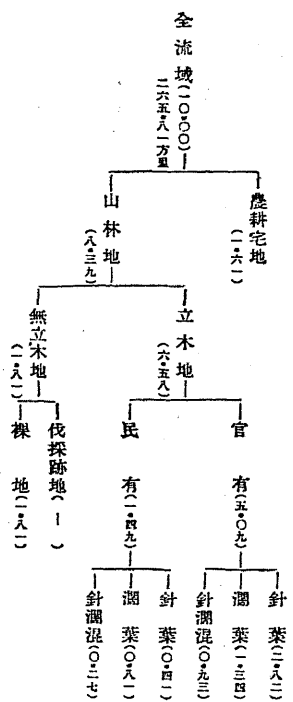 全流域(一〇・〇〇)
二六五・八一方里
農耕宅地
(一・六一)
山林地
(八・三九)
立木地
(六・五八)
無立木地
(一・八一)
官有(五・〇九)
民有(一・四九)
伐採跡地(ー)
裸地(一・八一)
針葉(二・八二)
濶葉(一・三四)
針濶混(〇・九三)
針葉(〇・四一)
濶葉(〇・八一)
針濶混(〇・二七)